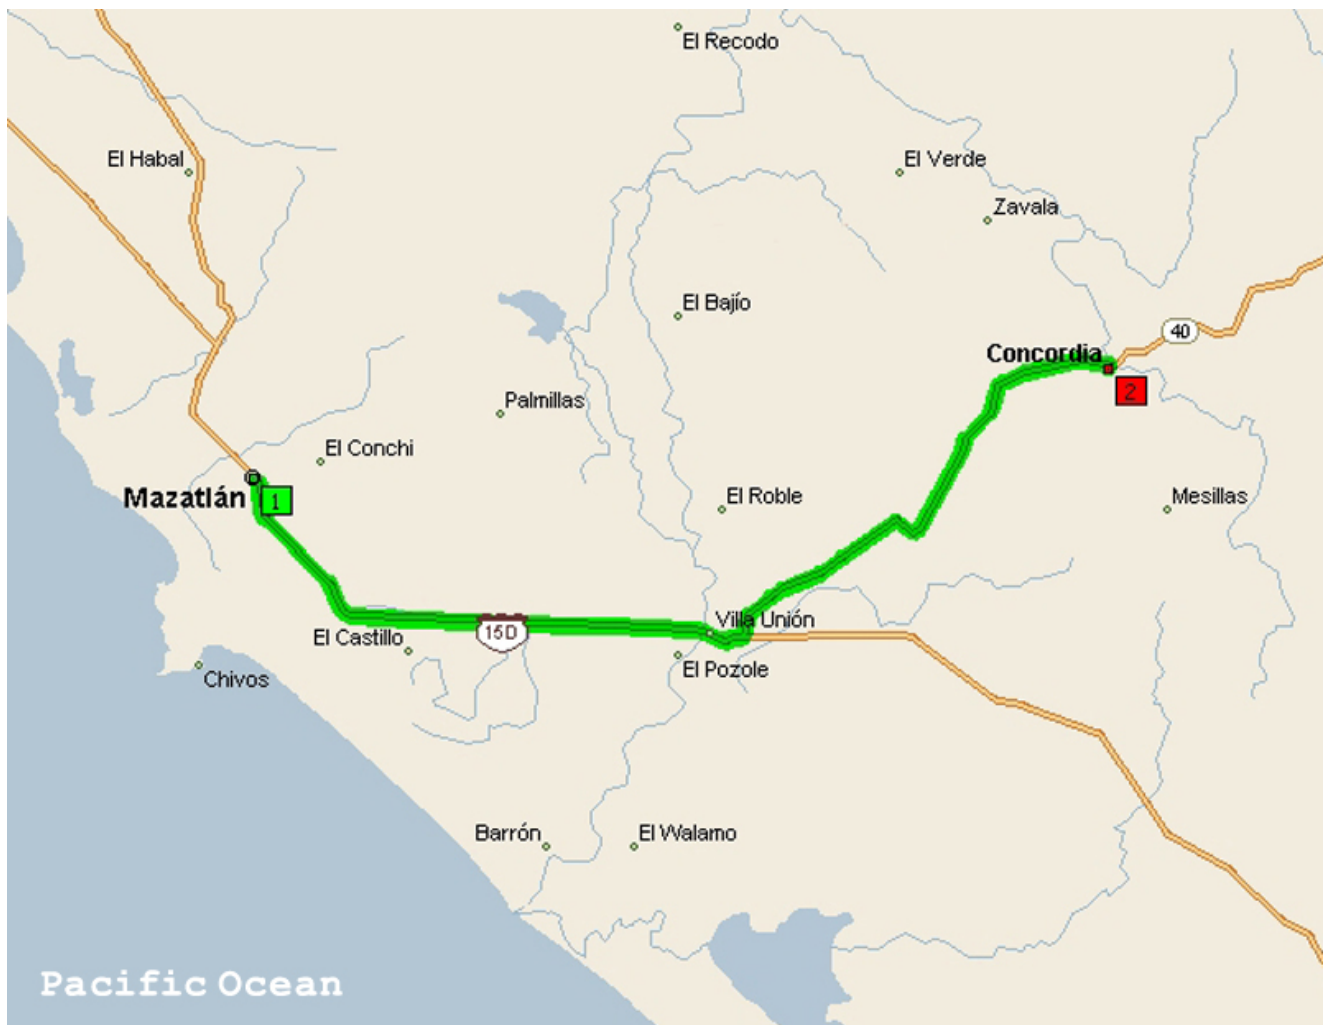 El Recodo
El Habal
El Verde
Zavala
El Bajío
40
Concordia
2
Palmillas
El Conchi
Mazatlán
1
El Roble
Mesillas
Villa Unión
15D
El Castillo
El Pozole
Chivos
Barrón
El Walamo
Pacific Ocean